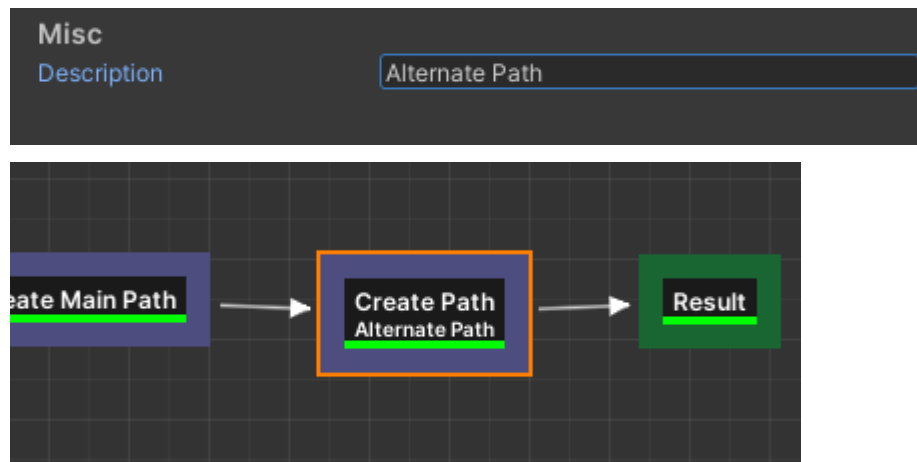 Misc
Description
Alternate Path
eate Main Path
Create Path
Alternate Path
Result